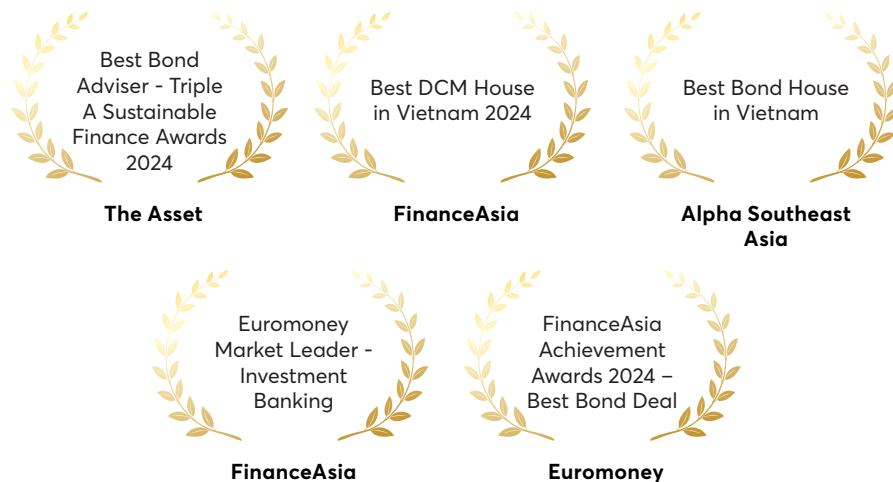 Best Bond
Adviser - Triple
A Sustainable
Finance Awards
2024
The Asset
Best DCM House
in Vietnam 2024
FinanceAsia
Best Bond House
in Vietnam
Alpha Southeast
Asia
Euromoney
Market Leader -
Investment
Banking
FinanceAsia
FinanceAsia
Achievement
Awards 2024 –
Best Bond Deal
Euromoney